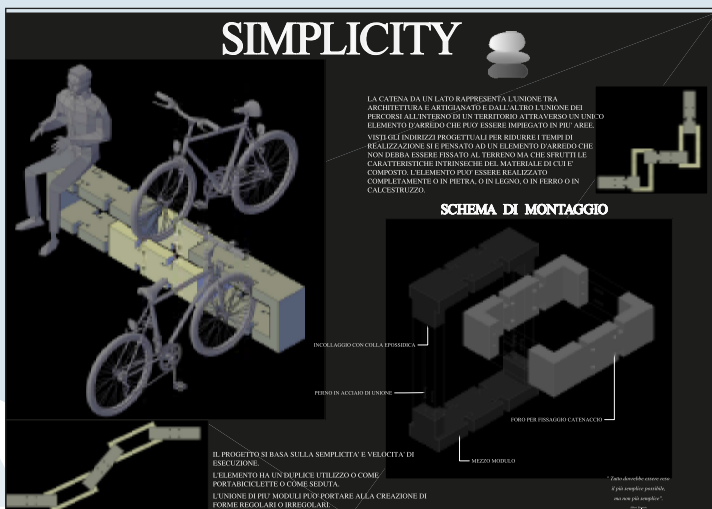 SIMPLICITY
LA CATENA DA UN LATO RAPPRESENTA L'UNIONE TRA
ARCHITETTURA E ARTIGIANATO E DALL'ALTRO L'UNIONE DEI
PERCORSI ALL'INTERNO DI UN TERRITORIO ATTRAVERSO UN UNICO
ELEMENTO D'ARREDO CHE PUO' ESSERE IMPIEGATO IN PIU' AREE.
VISTI GLI INDIRIZZI PROGETTUALI PER RIDURRE I TEMPI DI
REALIZZAZIONE SI E PENSATO AD UN ELEMENTO D'ARREDO CHE
NON DEBBA ESSERE FISSATO AL TERRENO MA CHE SFRUTTI LE
CARATTERISTICHE INTRINSECHE DEL MATERIALE DI CUI E'
COMPOSTO. L'ELEMENTO PUO' ESSERE REALIZZATO
COMPLETAMENTE O IN PIETRA, O IN LEGNO, O IN FERRO O IN
CALCESTRUZZO.
SCHEMA DI MONTAGGIO
INCOLLAGGIO CON COLLA EPOSSIDICA
PERNO IN ACCIAIO DI UNIONE
FORO PER FISSAGGIO CATENACCIO
MEZZO MODULO
IL PROGETTO SI BASA SULLA SEMPLICITA' E VELOCITA' DI
ESECUZIONE.
L'ELEMENTO HA UN DUPLICE UTILIZZO O COME
PORTABICICLETTE O COME SEDUTA.
L'UNIONE DI PIU' MODULI PUO' PORTARE ALLA CREAZIONE DI
FORME REGOLARI O IRREGOLARI.
" Tutto dovrebbe essere reso
il più semplice possibile,
ma non più semplice".